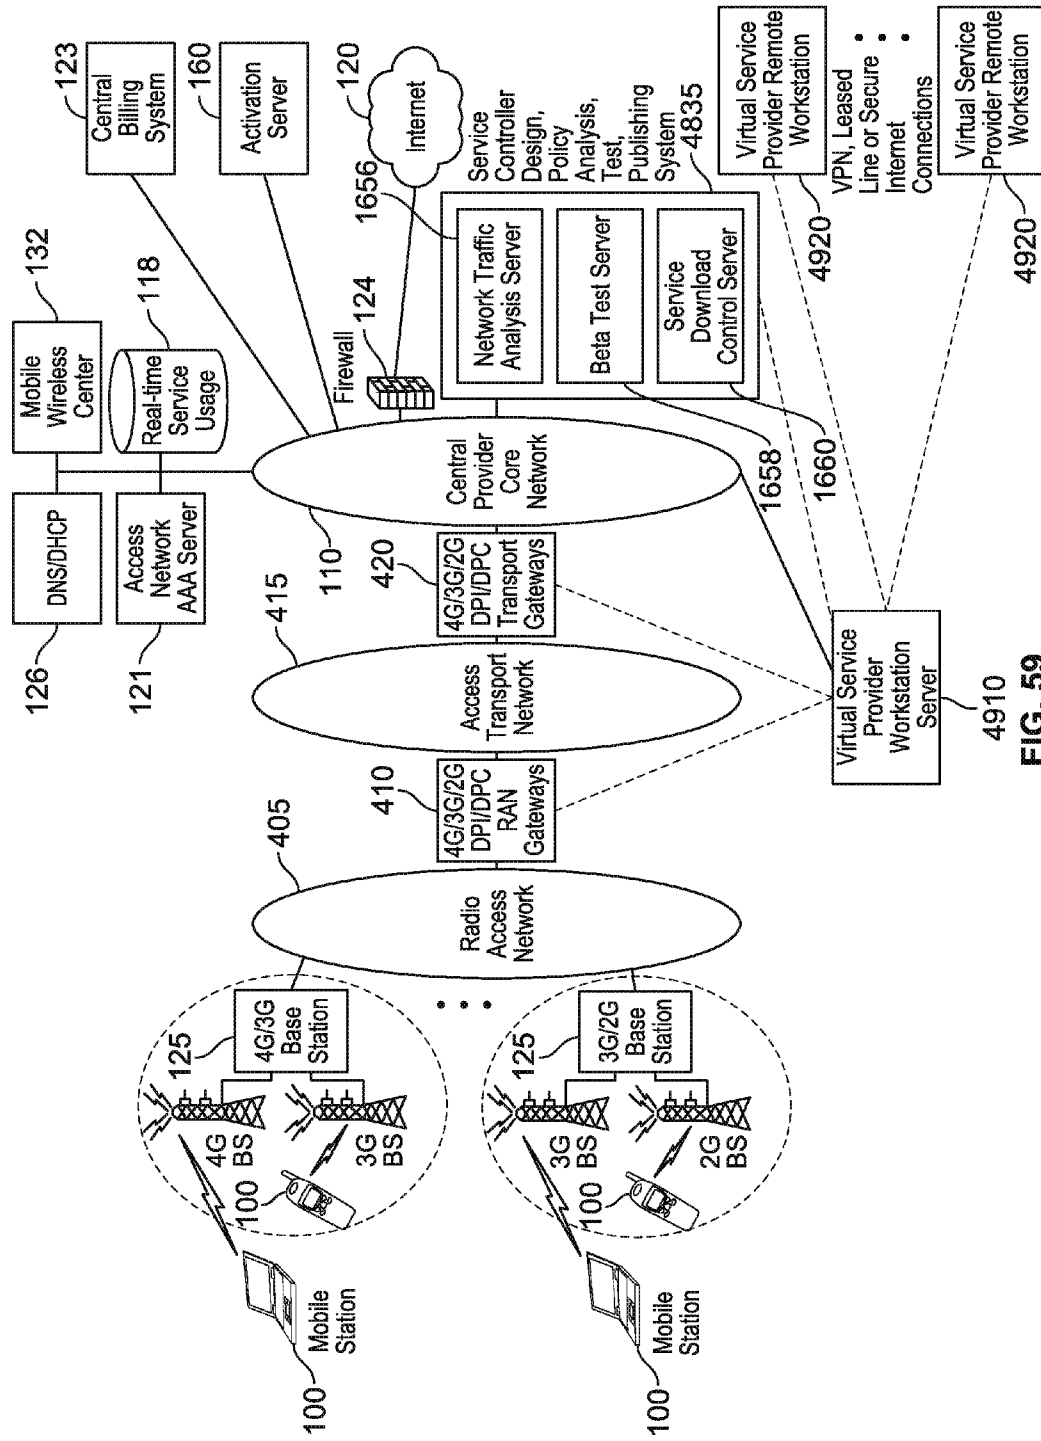 132
Mobile
Wireless
Center
118
Real-time
Service
Usage
DNS/DHCP
126
Access
Network
AAA Server
121
123
Central
Billing
System
160
Activation
Server
120
Internet
Firewall
124
Service
Controller
Design,
Policy
Analysis,
Test,
Publishing
System
4835
1656
Network Traffic
Analysis Server
Beta Test Server
1658
Service
Download
Control Server
1660
Central
Provider
Core
Network
110
420
4G/3G/2G
DPI/DPC
Transport
Gateways
415
Access
Transport
Network
410
4G/3G/2G
DPI/DPC
RAN
Gateways
405
Radio
Access
Network
125
4G/3G
Base
Station
4G
BS
3G
BS
100
Mobile
Station
100
125
3G/2G
Base
Station
3G
BS
2G
BS
100
Mobile
Station
100
Virtual Service
Provider
Workstation
Server
4910
Virtual Service
Provider Remote
Workstation
4920
VPN, Leased
Line or Secure
Internet
Connections
Virtual Service
Provider Remote
Workstation
4920
FIG. 59